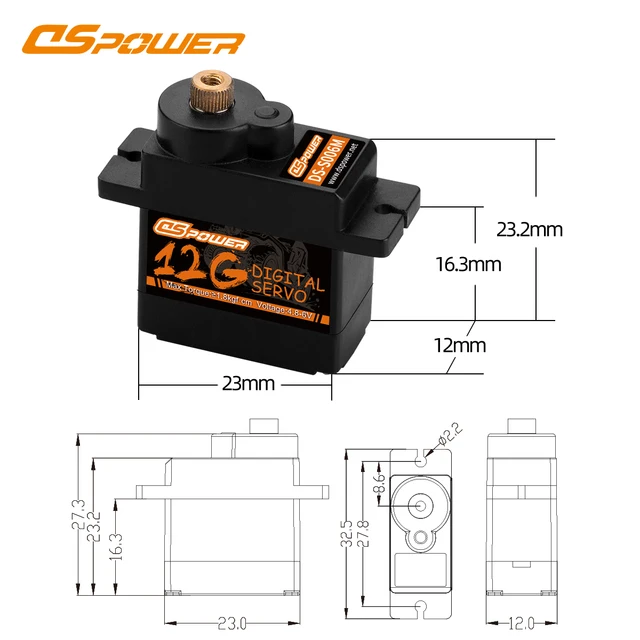 DSPOWER
DSPOWER
DS-S006M
www.dspower.net
DSPOWER
12G DIGITAL
SERVO
Max Torque:≥1.8kgf.cm Voltage:4.8-6V
23.2mm
16.3mm
12mm
23mm
27.3
23.2
16.3
23.0
32.5
27.8
8.6
ø2.2
12.0